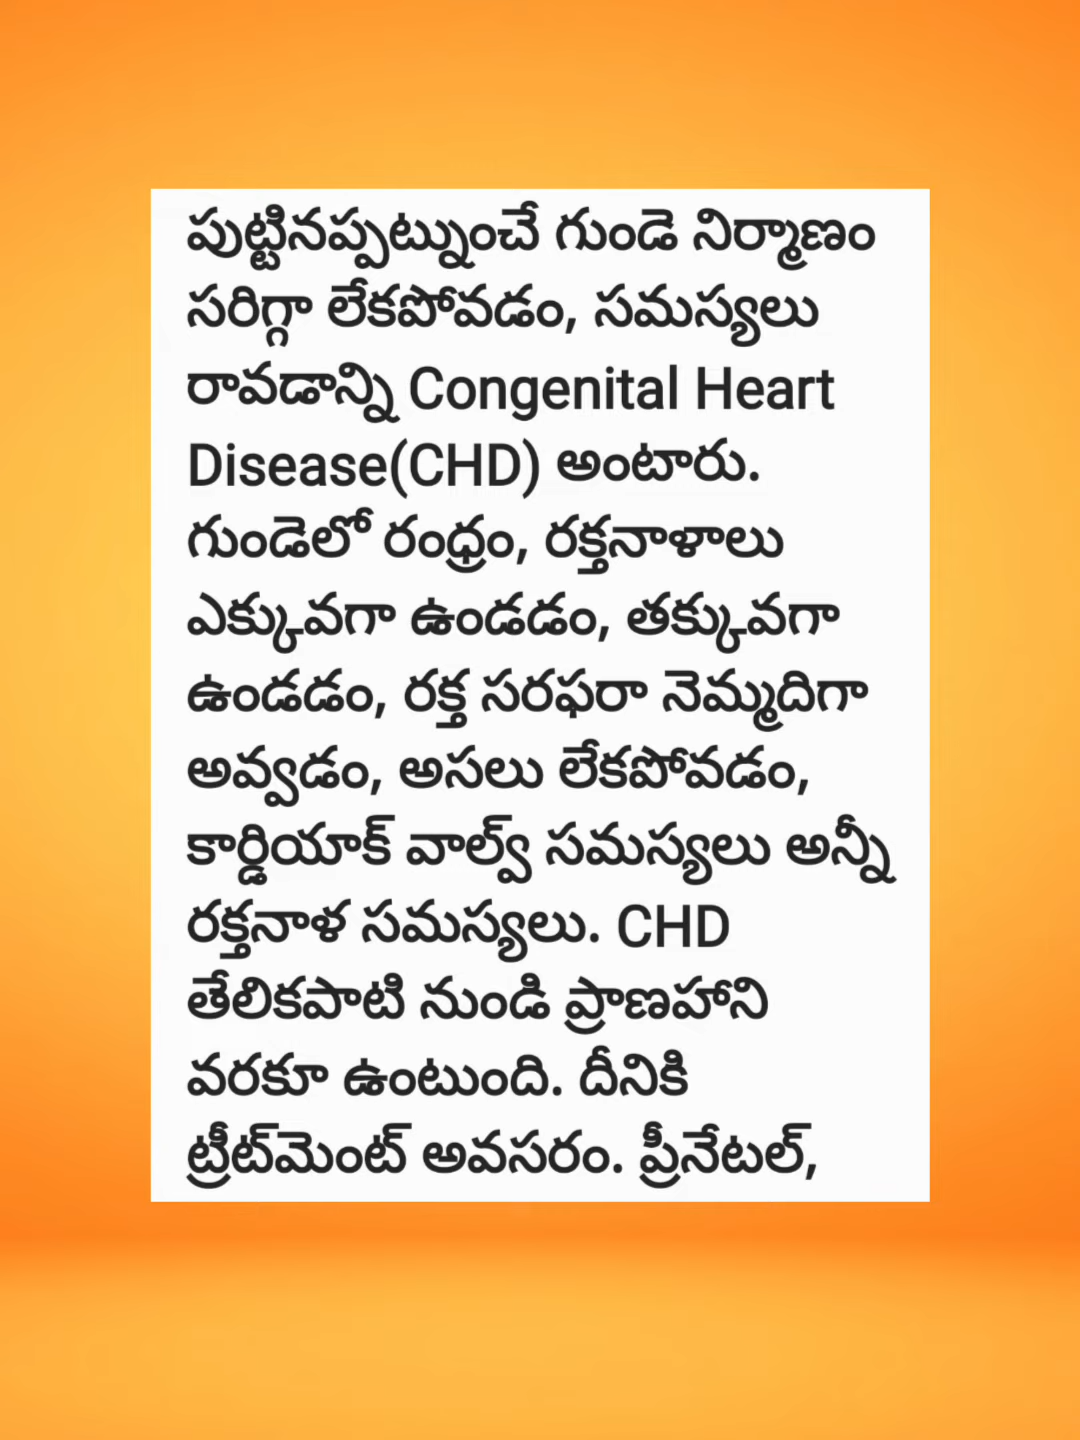 పుట్టినప్పట్నుంచే గుండె నిర్మాణం
సరిగ్గా లేకపోవడం, సమస్యలు
రావడాన్ని Congenital Heart
Disease(CHD) అంటారు.
గుండెలో రంధ్రం, రక్తనాళాలు
ఎక్కువగా ఉండడం, తక్కువగా
ఉండడం, రక్త సరఫరా నెమ్మదిగా
అవ్వడం, అసలు లేకపోవడం,
కార్డియాక్ వాల్వ్ సమస్యలు అన్నీ
రక్తనాళ సమస్యలు. CHD
తేలికపాటి నుండి ప్రాణహాని
వరకూ ఉంటుంది. దీనికి
ట్రీట్‌మెంట్ అవసరం. ప్రీనేటల్,